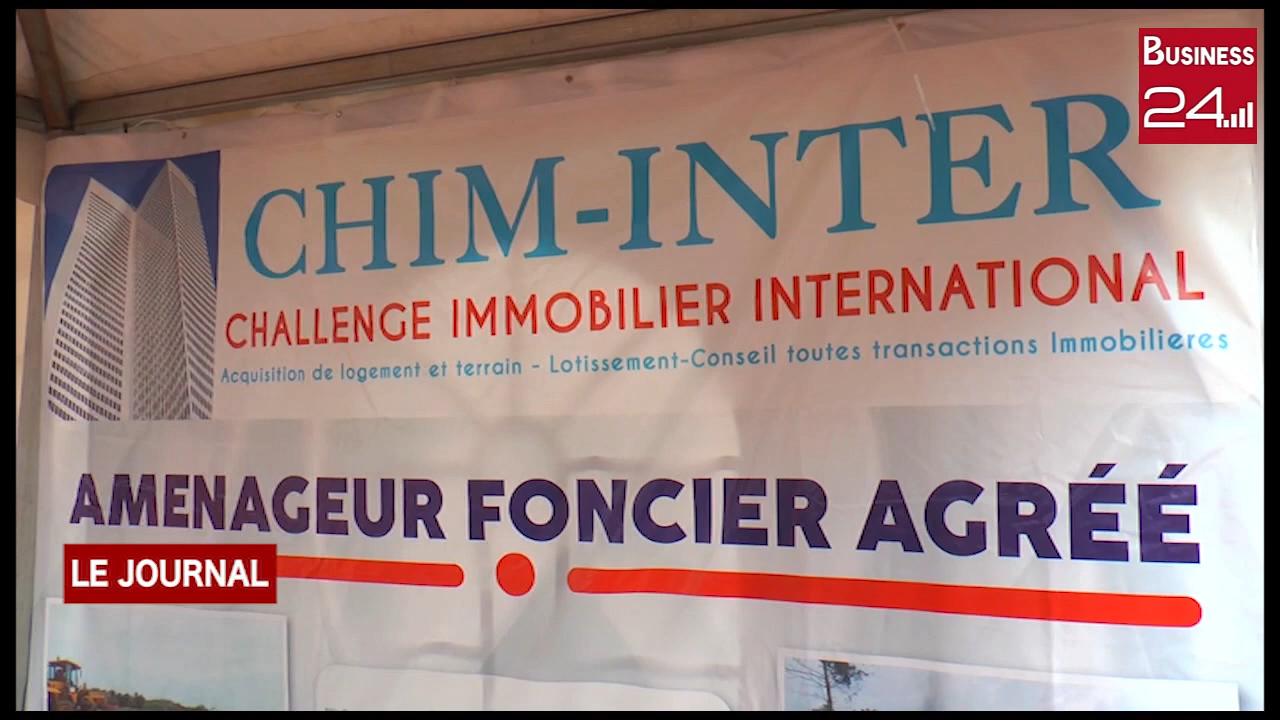 BUSINESS
24
CHIM-INTER
CHALLENGE IMMOBILIER INTERNATIONAL
Acquisition de logement et terrain - Lotissement-Conseil toutes transactions Immobilieres
AMENAGEUR FONCIER AGRÉÉ
LE JOURNAL